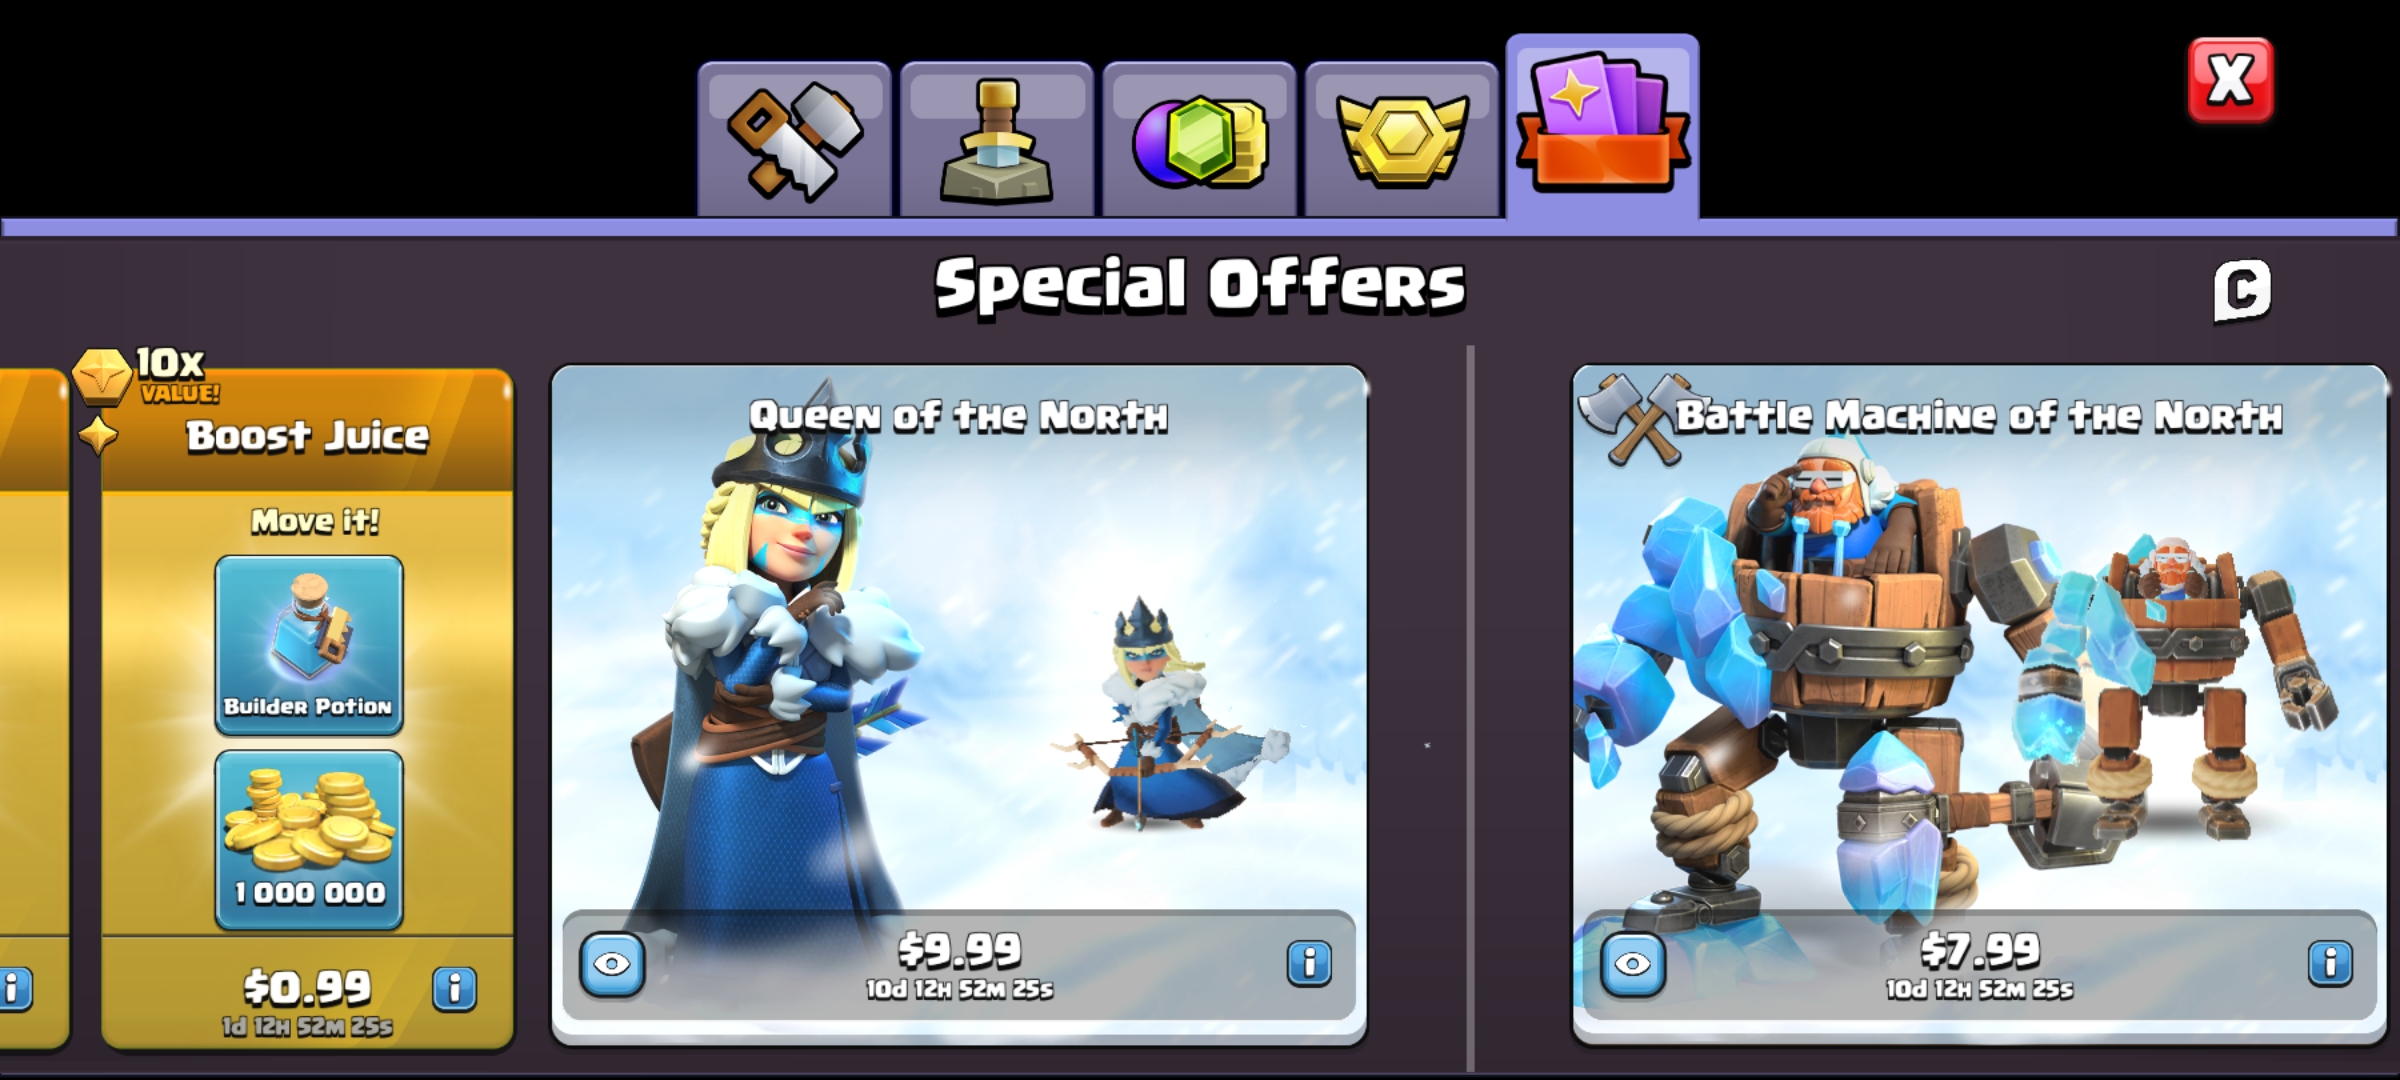 X
Special Offers
C
10x
VALUE!
Boost Juice
Move it!
Builder Potion
1 000 000
$0.99
1d 12H 52M 25s
Queen of the North
$9.99
10d 12H 52M 25s
Battle Machine of the North
$7.99
10d 12H 52M 25s